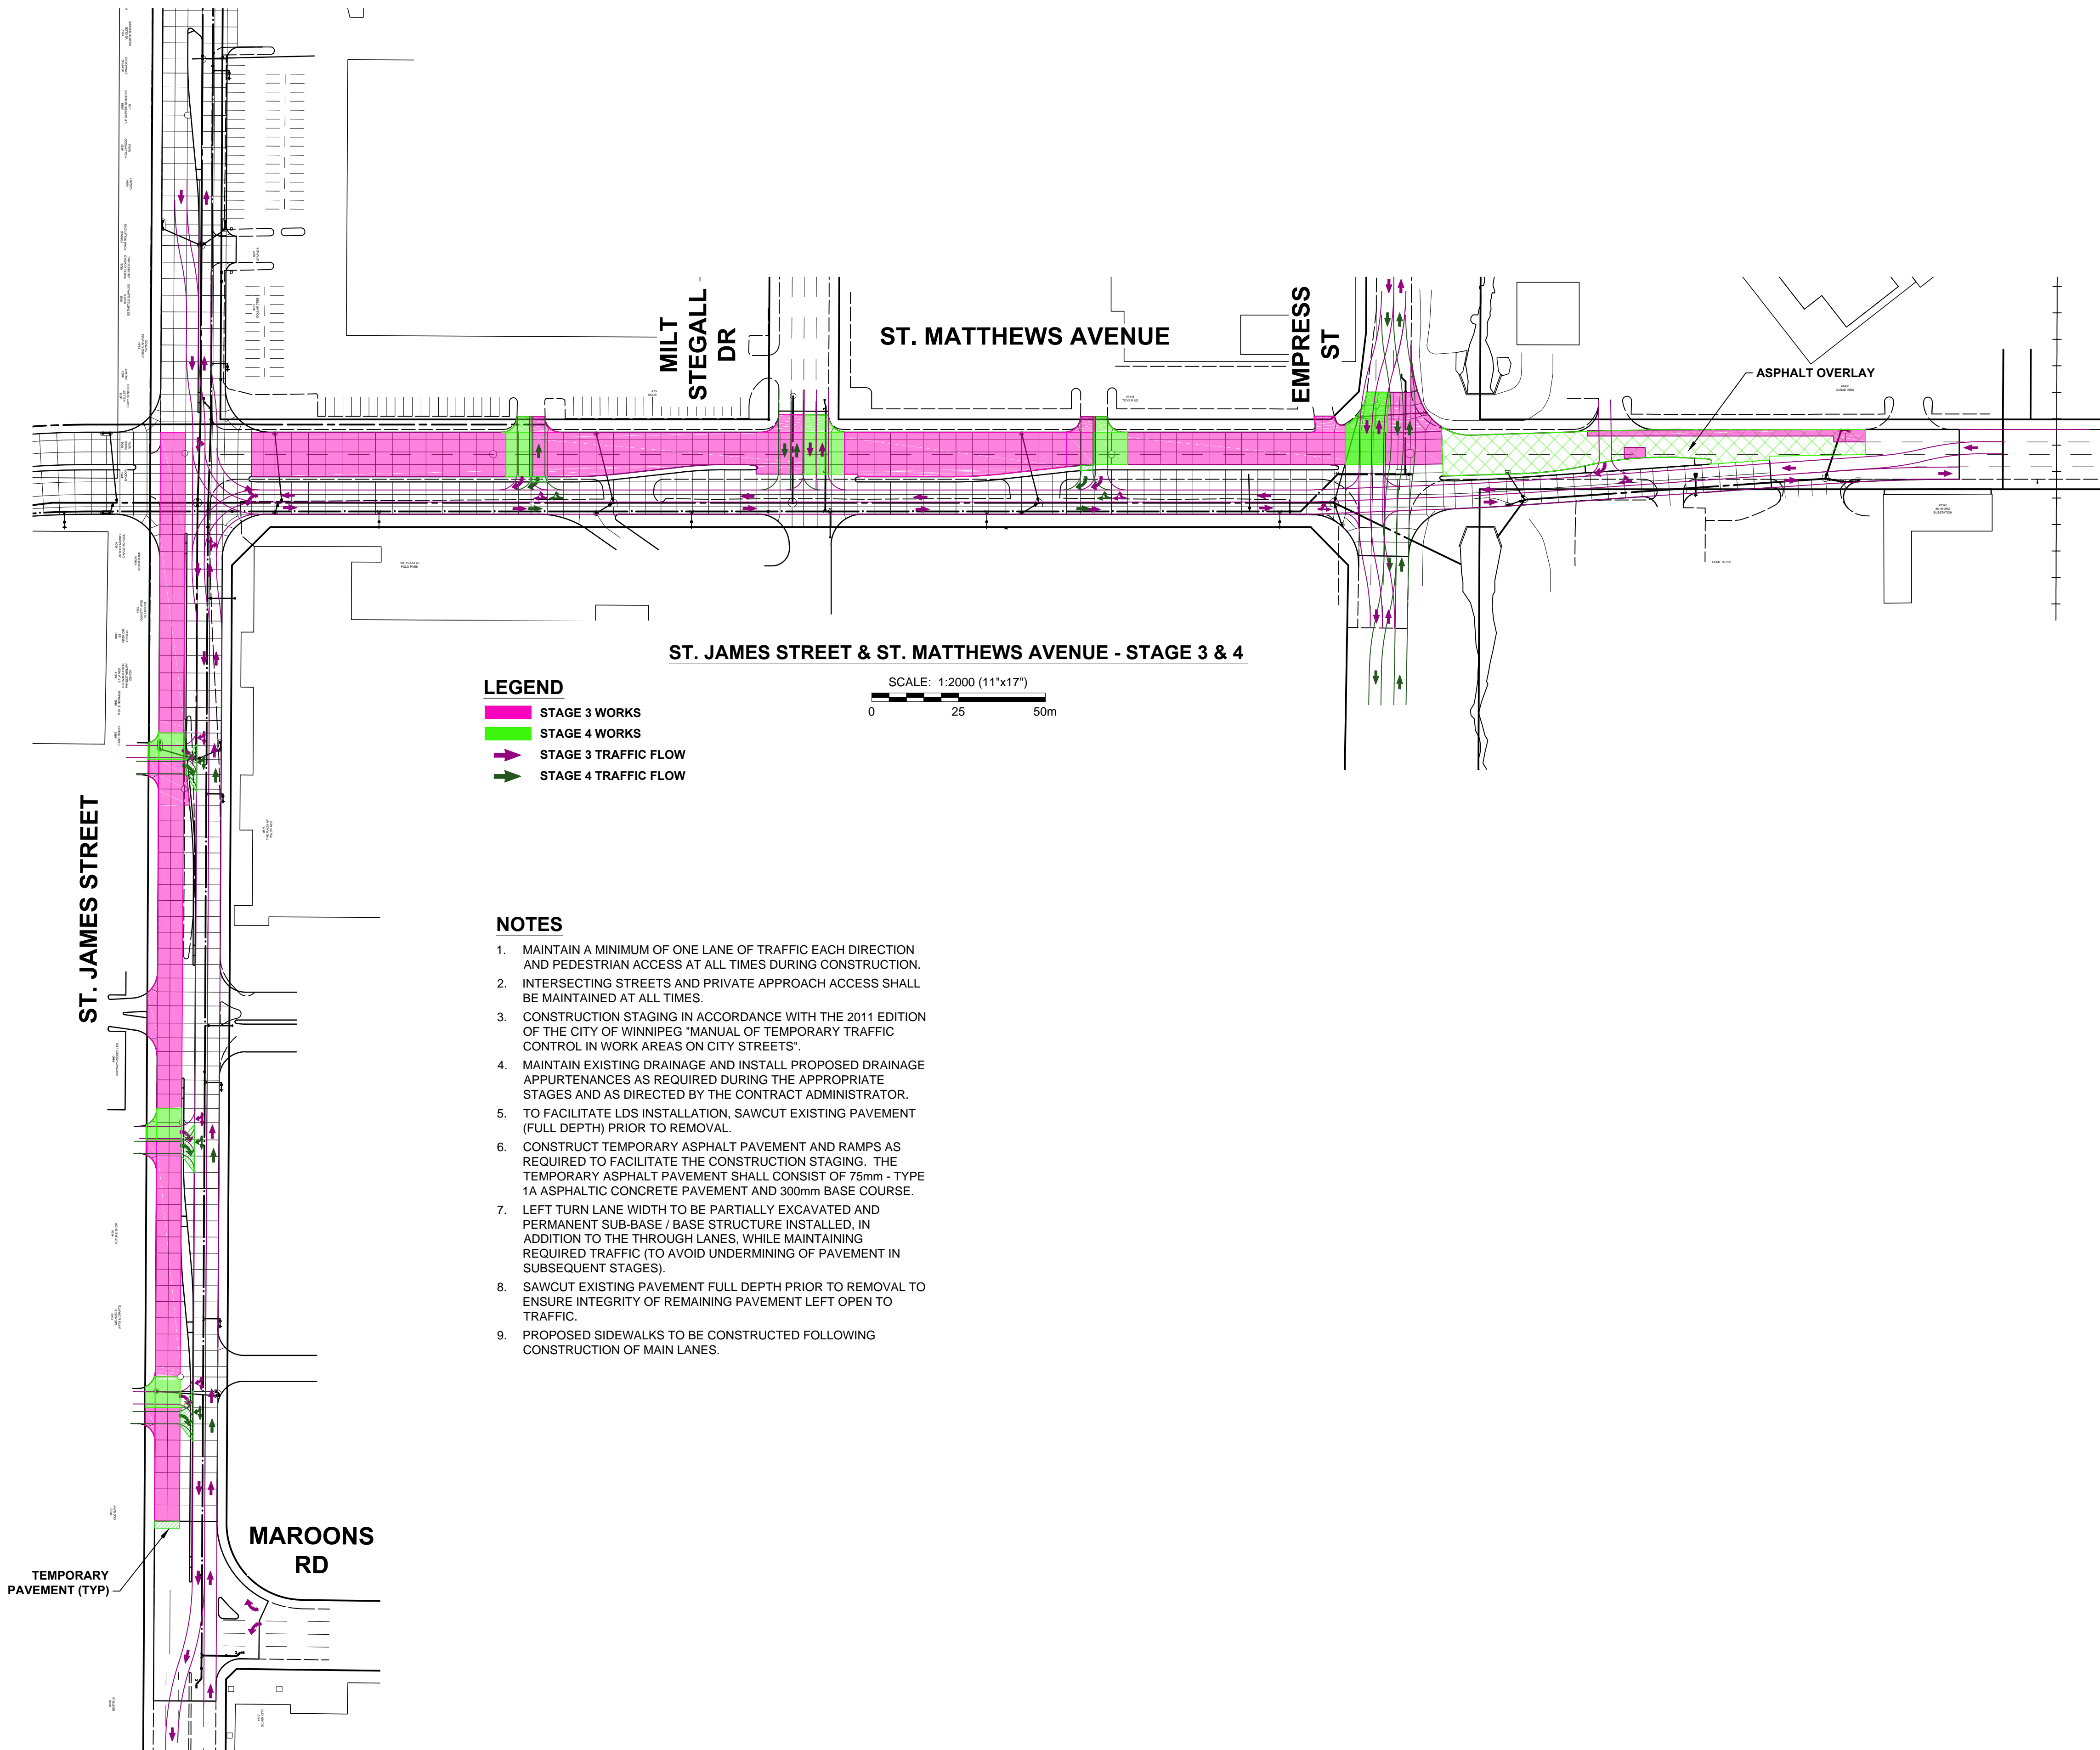 MILT
STEGALL
DR
ST. MATTHEWS AVENUE
EMPRESS
ST
ASPHALT OVERLAY
THE PLAZA AT
POLO PARK
HOME DEPOT
ST. JAMES STREET & ST. MATTHEWS AVENUE - STAGE 3 & 4
SCALE: 1:2000 (11"x17")
0 25 50m
LEGEND
STAGE 3 WORKS
STAGE 4 WORKS
STAGE 3 TRAFFIC FLOW
STAGE 4 TRAFFIC FLOW
ST. JAMES STREET
NOTES
1. MAINTAIN A MINIMUM OF ONE LANE OF TRAFFIC EACH DIRECTION
AND PEDESTRIAN ACCESS AT ALL TIMES DURING CONSTRUCTION.
2. INTERSECTING STREETS AND PRIVATE APPROACH ACCESS SHALL
BE MAINTAINED AT ALL TIMES.
3. CONSTRUCTION STAGING IN ACCORDANCE WITH THE 2011 EDITION
OF THE CITY OF WINNIPEG "MANUAL OF TEMPORARY TRAFFIC
CONTROL IN WORK AREAS ON CITY STREETS".
4. MAINTAIN EXISTING DRAINAGE AND INSTALL PROPOSED DRAINAGE
APPURTENANCES AS REQUIRED DURING THE APPROPRIATE
STAGES AND AS DIRECTED BY THE CONTRACT ADMINISTRATOR.
5. TO FACILITATE LDS INSTALLATION, SAWCUT EXISTING PAVEMENT
(FULL DEPTH) PRIOR TO REMOVAL.
6. CONSTRUCT TEMPORARY ASPHALT PAVEMENT AND RAMPS AS
REQUIRED TO FACILITATE THE CONSTRUCTION STAGING. THE
TEMPORARY ASPHALT PAVEMENT SHALL CONSIST OF 75mm - TYPE
1A ASPHALTIC CONCRETE PAVEMENT AND 300mm BASE COURSE.
7. LEFT TURN LANE WIDTH TO BE PARTIALLY EXCAVATED AND
PERMANENT SUB-BASE / BASE STRUCTURE INSTALLED, IN
ADDITION TO THE THROUGH LANES, WHILE MAINTAINING
REQUIRED TRAFFIC (TO AVOID UNDERMINING OF PAVEMENT IN
SUBSEQUENT STAGES).
8. SAWCUT EXISTING PAVEMENT FULL DEPTH PRIOR TO REMOVAL TO
ENSURE INTEGRITY OF REMAINING PAVEMENT LEFT OPEN TO
TRAFFIC.
9. PROPOSED SIDEWALKS TO BE CONSTRUCTED FOLLOWING
CONSTRUCTION OF MAIN LANES.
MAROONS
RD
TEMPORARY
PAVEMENT (TYP)